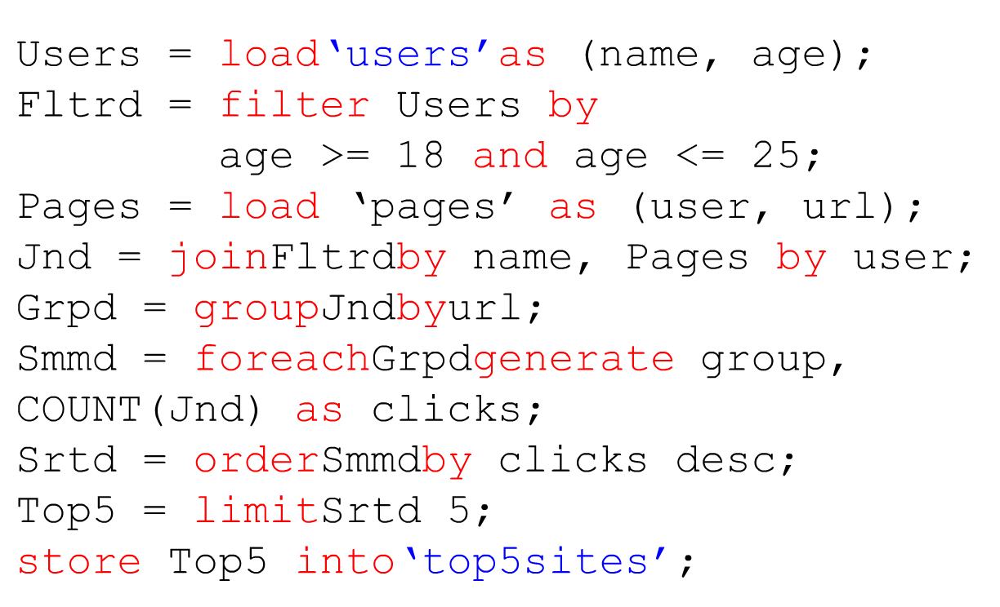 Users = load‘users’as (name, age);
Fltrd = filter Users by
age >= 18 and age <= 25;
Pages = load ‘pages’ as (user, url);
Jnd = joinFltrdby name, Pages by user;
Grpd = groupJndbyurl;
Smmd = foreachGrpdgenerate group,
COUNT(Jnd) as clicks;
Srtd = orderSmmdby clicks desc;
Top5 = limitSrtd 5;
store Top5 into‘top5sites’;